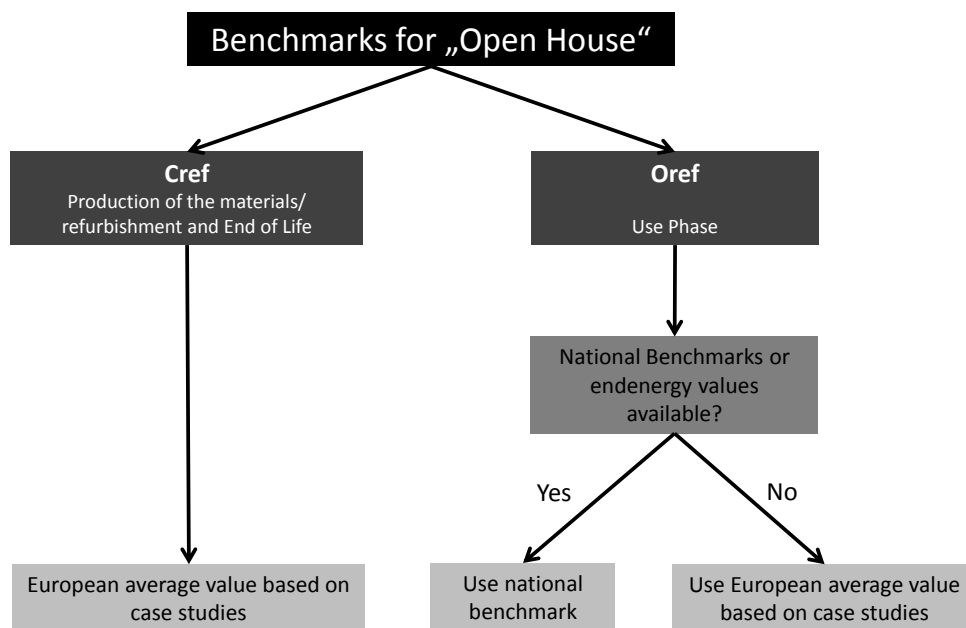 Benchmarks for „Open House“
Cref
Production of the materials/
refurbishment and End of Life
Oref
Use Phase
National Benchmarks or
endenergy values
available?
Yes
No
European average value based on
case studies
Use national
benchmark
Use European average value
based on case studies